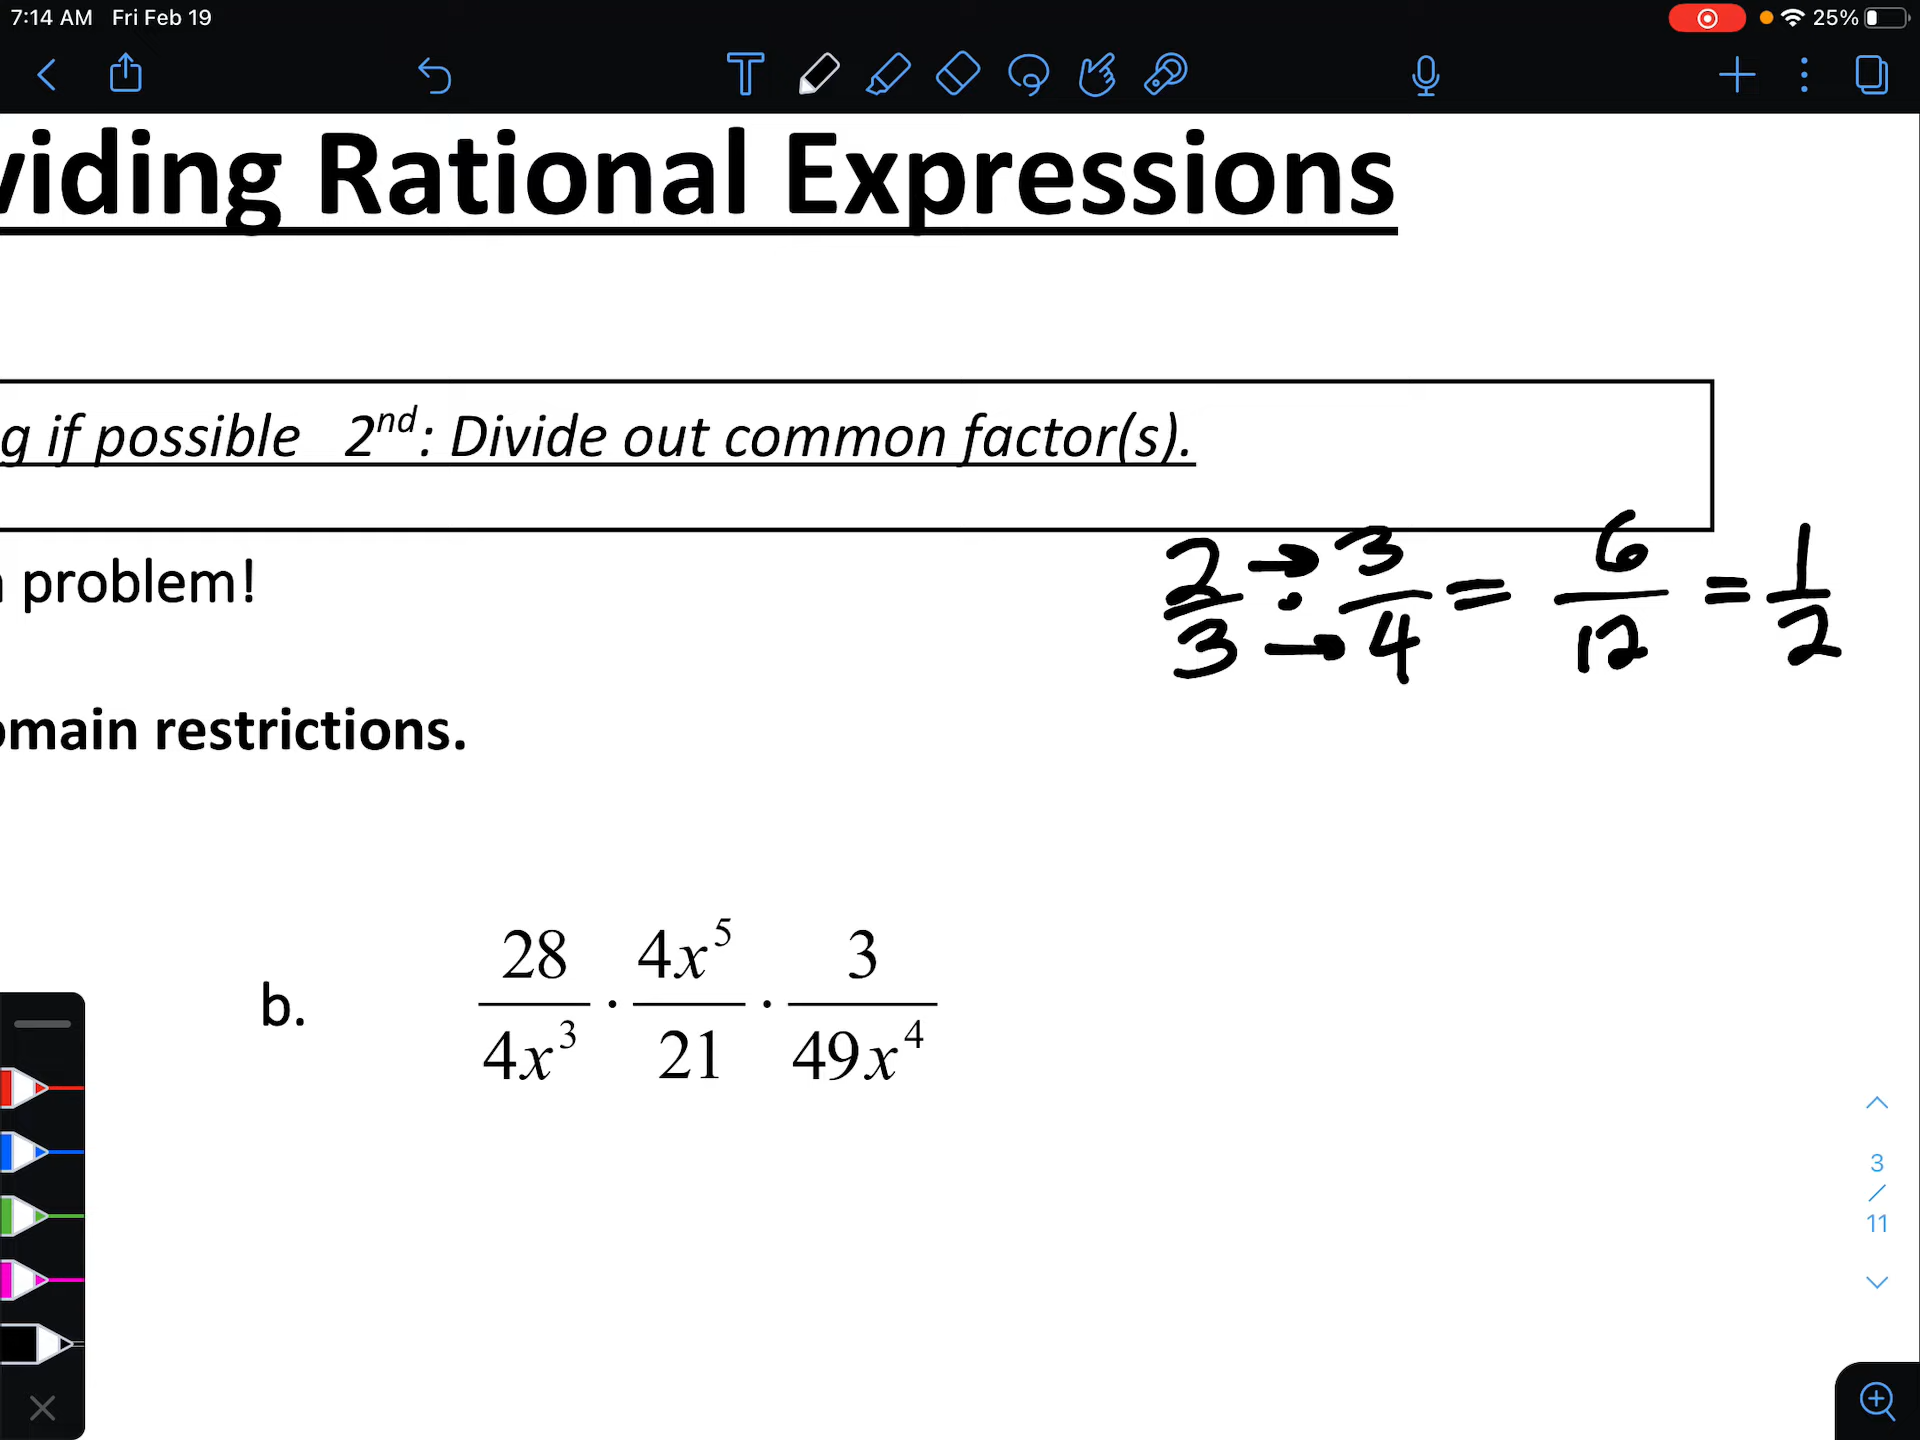 7:14 AM Fri Feb 19 25%
viding Rational Expressions
g if possible 2nd: Divide out common factor(s).
problem!
2/3 → · → 3/4 = 6/12 = 1/2
omain restrictions.
b. 28/4x³ · 4x⁵/21 · 3/49x⁴
3
/
11